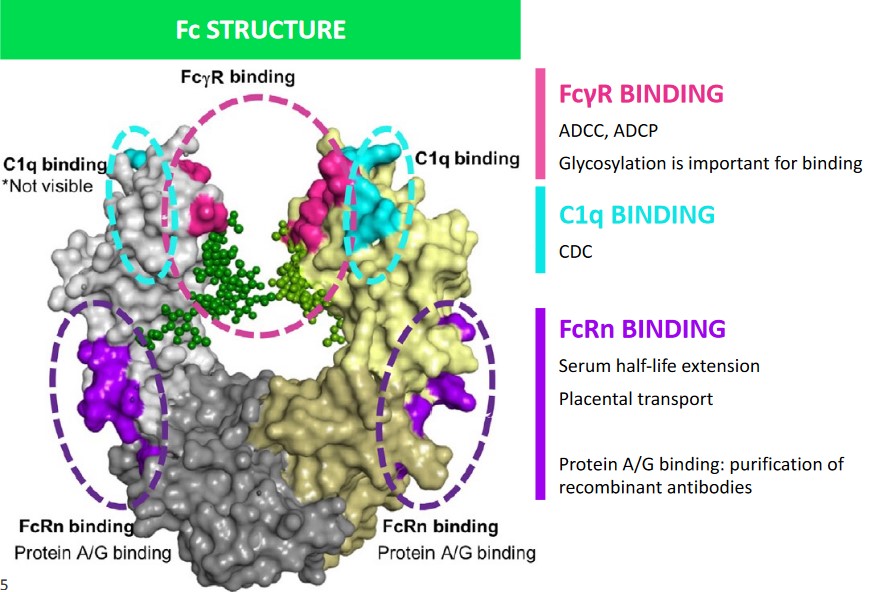 Fc STRUCTURE
FcγR binding
C1q binding
*Not visible
C1q binding
FcRn binding
Protein A/G binding
FcRn binding
Protein A/G binding
FcγR BINDING
ADCC, ADCP
Glycosylation is important for binding
C1q BINDING
CDC
FcRn BINDING
Serum half-life extension
Placental transport
Protein A/G binding: purification of
recombinant antibodies
5